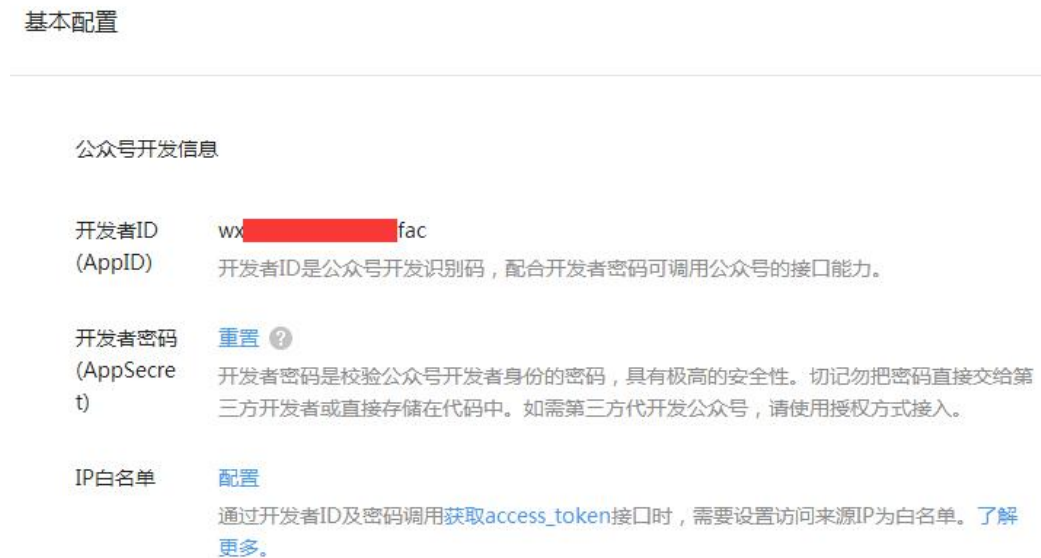 基本配置
公众号开发信息
开发者ID
(AppID)
wx
fac
开发者ID是公众号开发识别码，配合开发者密码可调用公众号的接口能力。
开发者密码
(AppSecre
t)
重置 ?
开发者密码是校验公众号开发者身份的密码，具有极高的安全性。切记勿把密码直接交给第
三方开发者或直接存储在代码中。如需第三方代开发公众号，请使用授权方式接入。
IP白名单
配置
通过开发者ID及密码调用获取access_token接口时，需要设置访问来源IP为白名单。了解
更多。